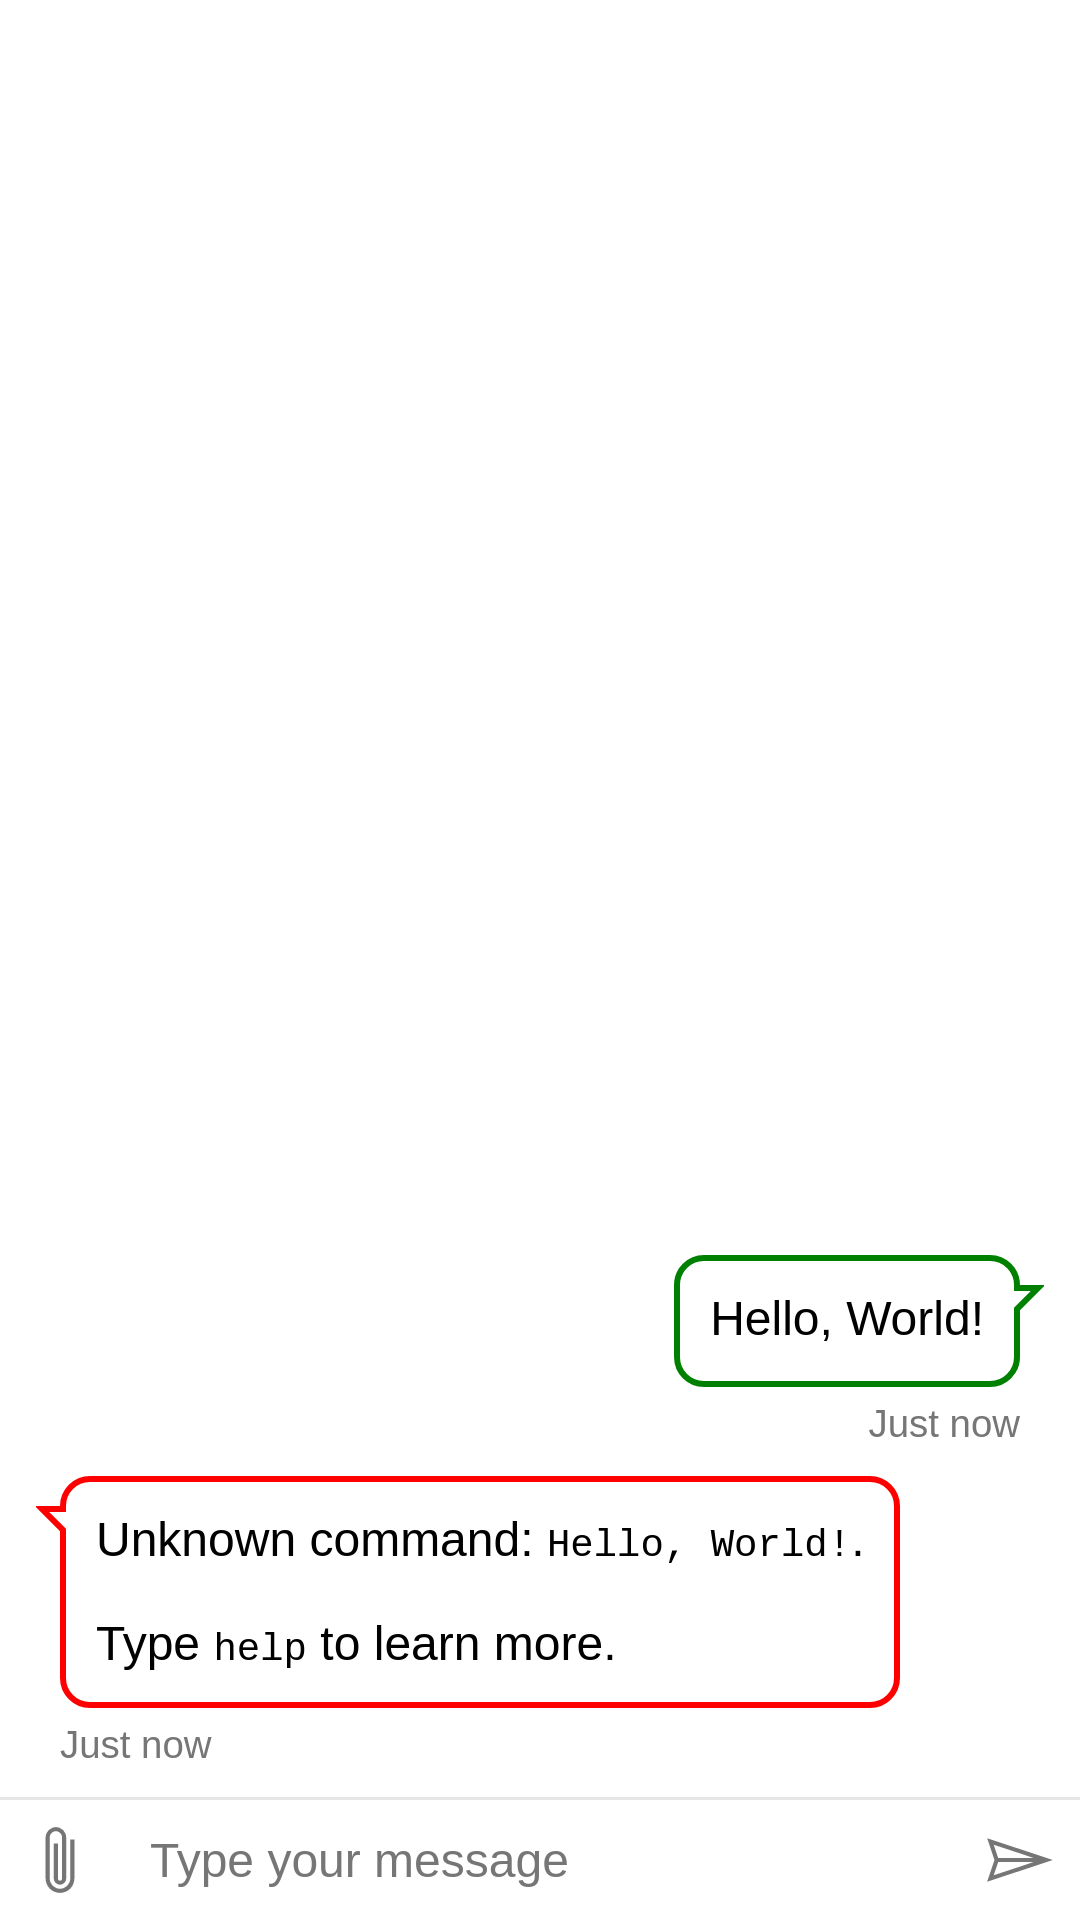 Hello, World!
Just now
Unknown command: Hello, World!.
Type help to learn more.
Just now
Type your message